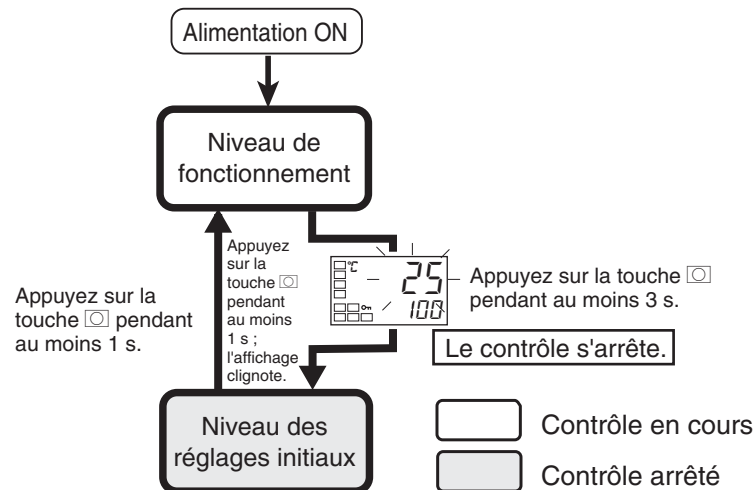 Alimentation ON
Niveau de
fonctionnement
Appuyez
sur la
touche
pendant
au moins
1 s ;
l'affichage
clignote.
°C
25
100
Appuyez sur la touche
pendant au moins 3 s.
Appuyez sur la
touche pendant
au moins 1 s.
Le contrôle s'arrête.
Niveau des
réglages initiaux
Contrôle en cours
Contrôle arrêté